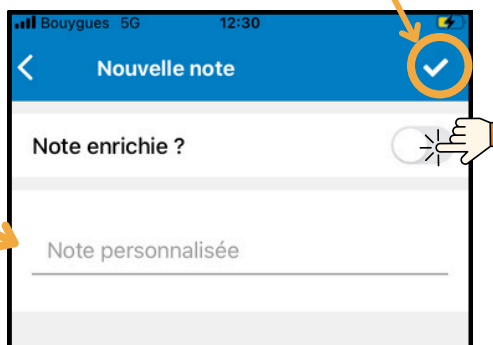 Bouygues 5G 12:30
Nouvelle note
Note enrichie ?
Note personnalisée